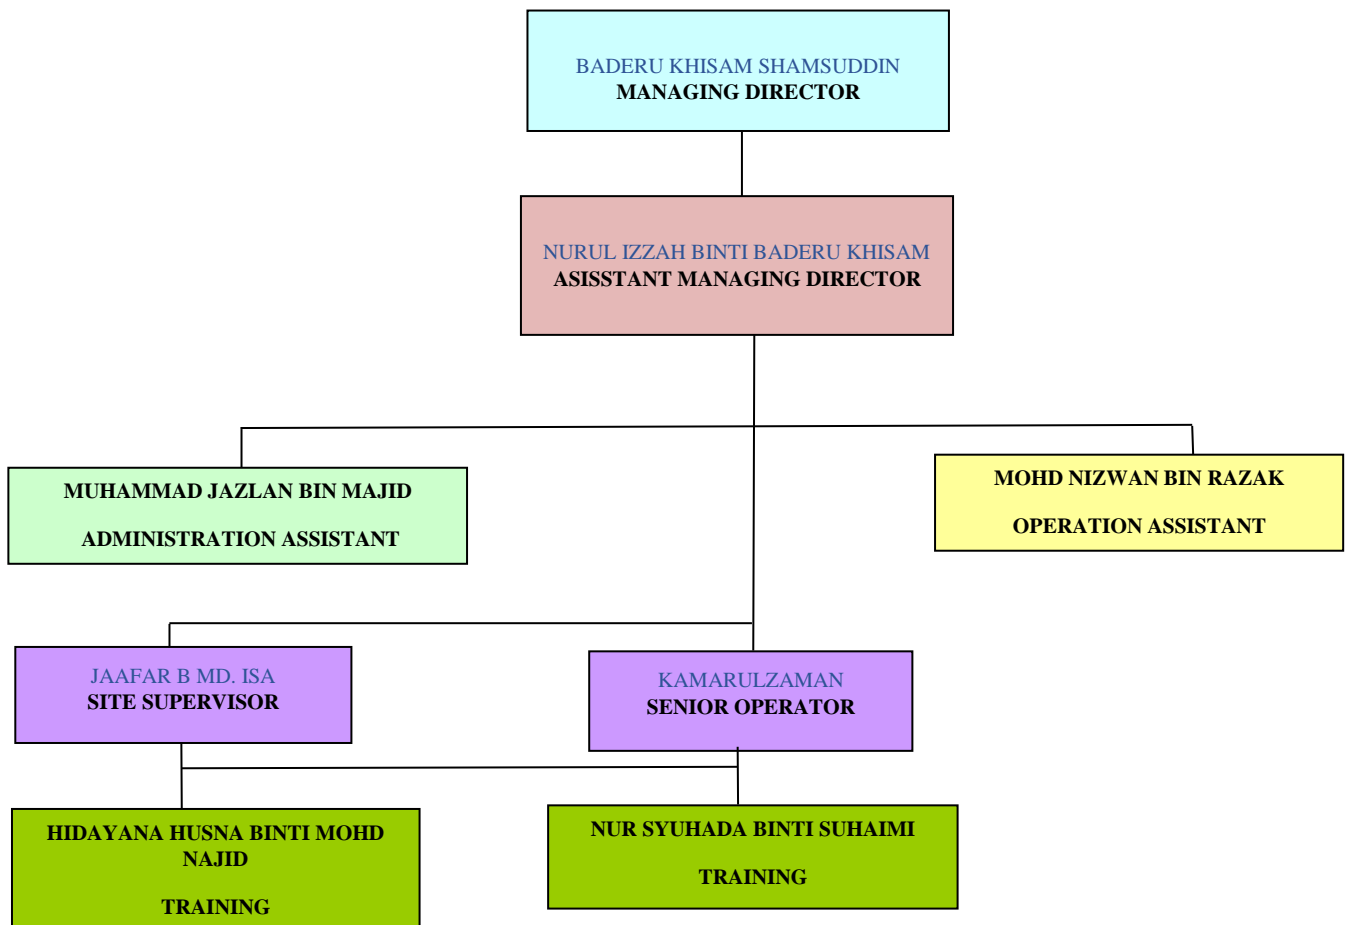 BADERU KHISAM SHAMSUDDIN
MANAGING DIRECTOR
NURUL IZZAH BINTI BADERU KHISAM
ASISSTANT MANAGING DIRECTOR
MUHAMMAD JAZLAN BIN MAJID
ADMINISTRATION ASSISTANT
MOHD NIZWAN BIN RAZAK
OPERATION ASSISTANT
JAAFAR B MD. ISA
SITE SUPERVISOR
KAMARULZAMAN
SENIOR OPERATOR
HIDAYANA HUSNA BINTI MOHD
NAJID
TRAINING
NUR SYUHADA BINTI SUHAIMI
TRAINING